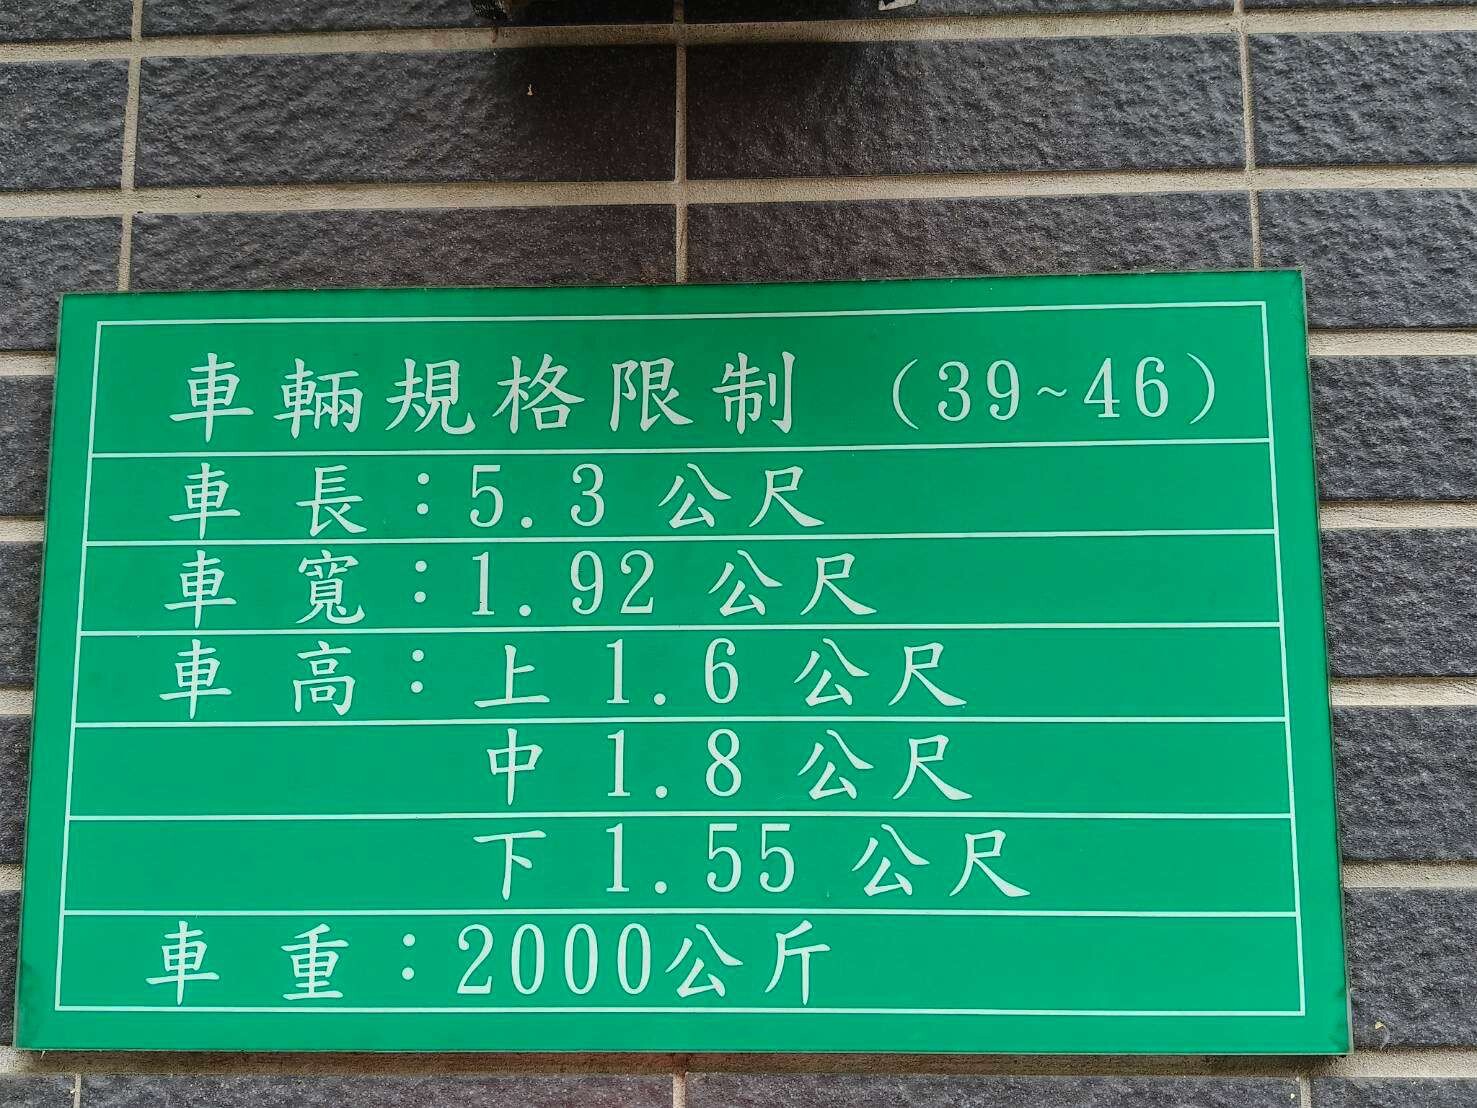 車輛規格限制 (39~46)
車長：5.3 公尺
車寬：1.92 公尺
車高：上 1.6 公尺
中 1.8 公尺
下 1.55 公尺
車重：2000公斤